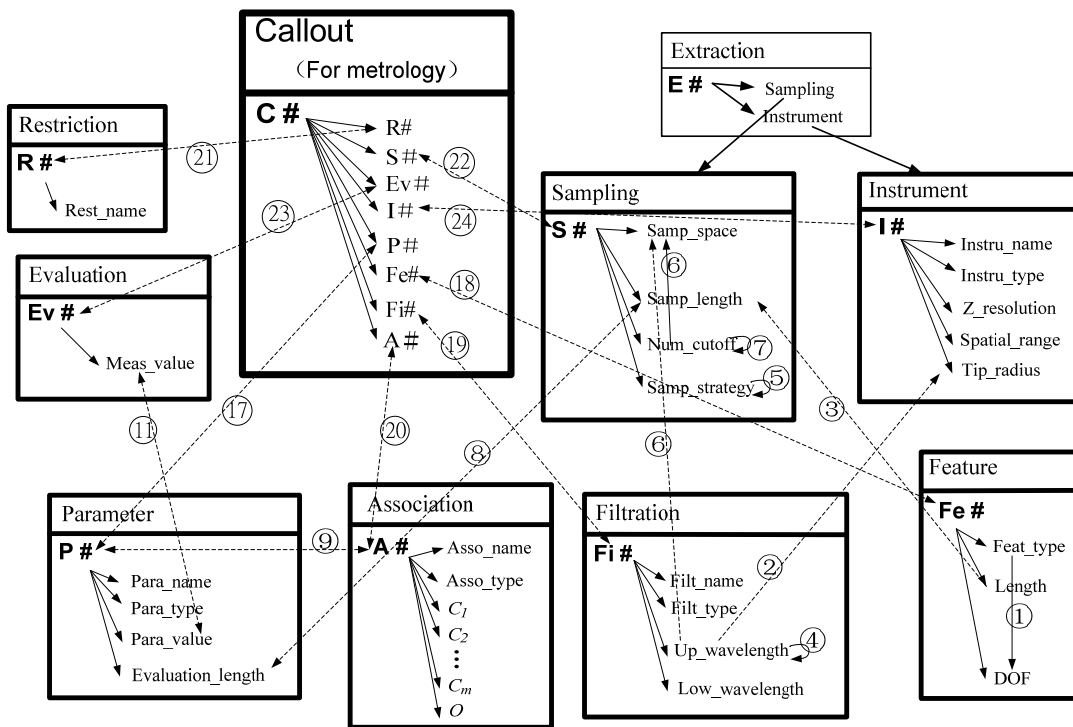 Callout
（For metrology）
C #
R#
S#
Ev#
I#
P#
Fe#
Fi#
A#
Extraction
E #
Sampling
Instrument
Restriction
R #
Rest_name
㉑
㉒
㉓
㉔
Sampling
S #
Samp_space
⑥
Samp_length
Num_cutoff
⑦
Samp_strategy
⑤
Instrument
I #
Instru_name
Instru_type
Z_resolution
Spatial_range
Tip_radius
Evaluation
Ev #
Meas_value
⑱
⑲
⑪
⑰
⑳
⑧
⑥
③
Parameter
P #
Para_name
Para_type
Para_value
Evaluation_length
⑨
Association
A #
Asso_name
Asso_type
C1
C2
⋮
Cm
O
Filtration
Fi #
Filt_name
Filt_type
Up_wavelength
④
Low_wavelength
②
Feature
Fe #
Feat_type
Length
①
DOF